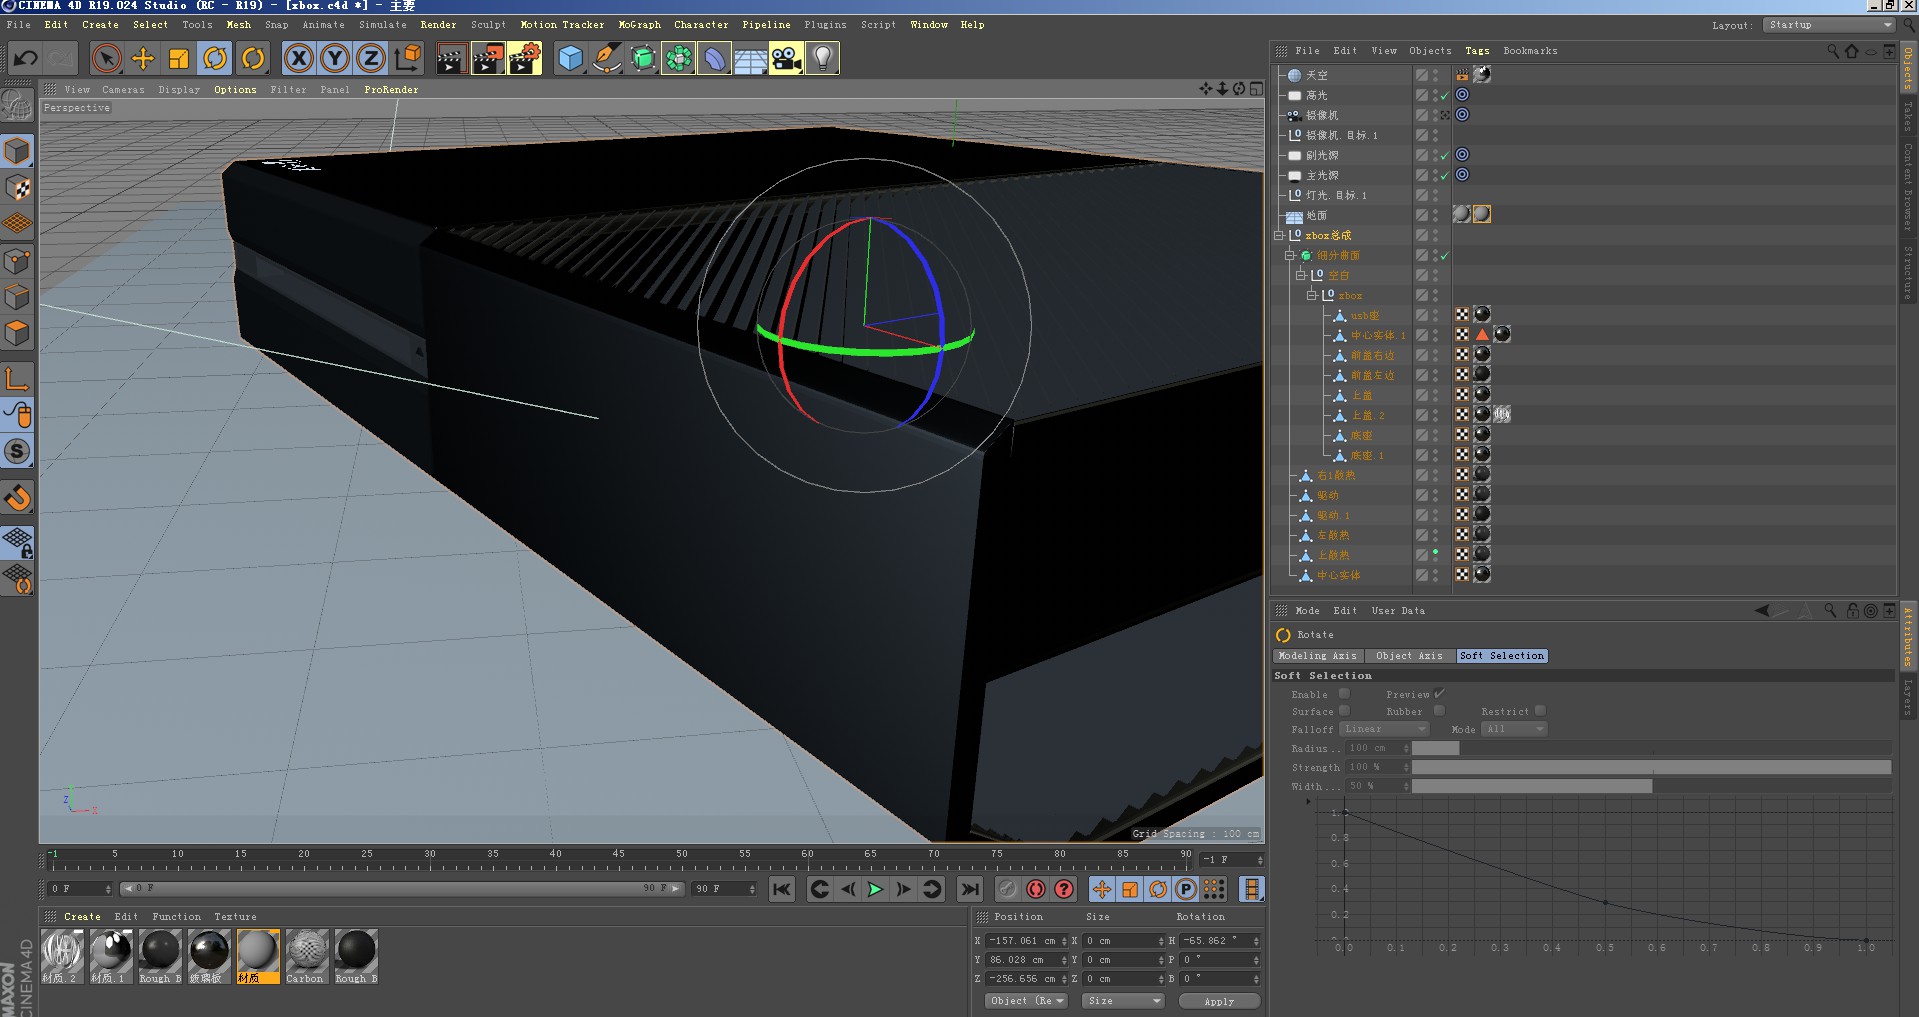 CINEMA 4D R19.024 Studio (RC - R19) - [xbox.c4d *] - 主要
File Edit Create Select Tools Mesh Snap Animate Simulate Render Sculpt Motion Tracker MoGraph Character Pipeline Plugins Script Window Help
Layout: Startup
View Cameras Display Options Filter Panel ProRender
Perspective
Grid Spacing : 100 cm
File Edit View Objects Tags Bookmarks
天空
高光
摄像机
摄像机.目标.1
副光源
主光源
灯光.目标.1
地面
xbox总成
细分曲面
空白
xbox
usb座
中心实体.1
前盖右边
前盖左边
上盖
上盖.2
底座
底座.1
右1散热
驱动
驱动.1
左散热
上散热
中心实体
Objects
Takes
Content Browser
Structure
Mode Edit User Data
Rotate
Modeling Axis Object Axis Soft Selection
Soft Selection
Enable Preview
Surface Rubber Restrict
Falloff Linear Mode All
Radius.. 100 cm
Strength 100 %
Width... 50 %
0.8
0.6
0.4
0.2
0.0 0.1 0.2 0.3 0.4 0.5 0.6 0.7 0.8 0.9 1.0
Attributes
Layers
-1 5 10 15 20 25 30 35 40 45 50 55 60 65 70 75 80 85 90 -1 F
0 F 0 F 90 F 90 F
Create Edit Function Texture
材质.2 材质.1 Rough B 玻璃板 材质 Carbon Rough B
Position Size Rotation
X -157.061 cm X 0 cm H -65.862 °
Y 86.028 cm Y 0 cm P 0 °
Z -256.656 cm Z 0 cm B 0 °
Object (Re Size Apply
MAXON
CINEMA4D